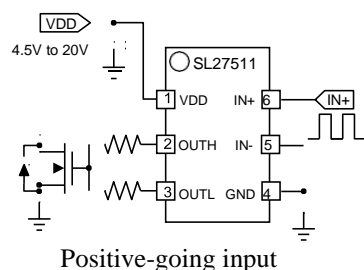 VDD
4.5V to 20V
SL27511
1 VDD IN+ 6 IN+
2 OUTH IN- 5
3 OUTL GND 4
Positive-going input